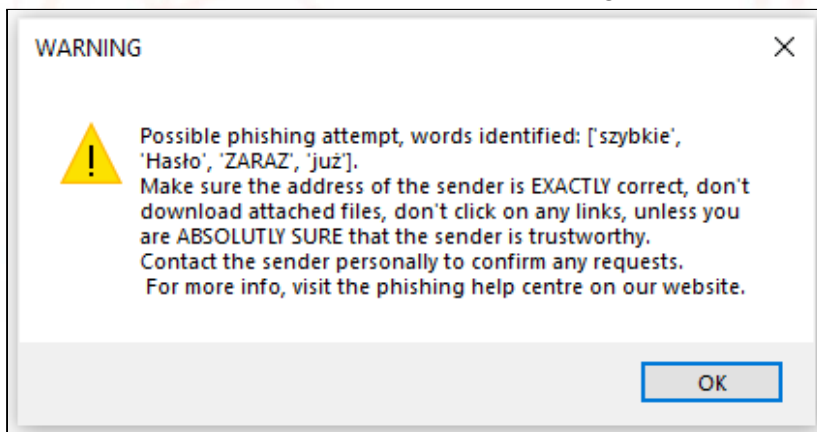 WARNING
Possible phishing attempt, words identified: ['szybkie',
'Hasło', 'ZARAZ', 'już'].
Make sure the address of the sender is EXACTLY correct, don't
download attached files, don't click on any links, unless you
are ABSOLUTLY SURE that the sender is trustworthy.
Contact the sender personally to confirm any requests.
For more info, visit the phishing help centre on our website.
OK